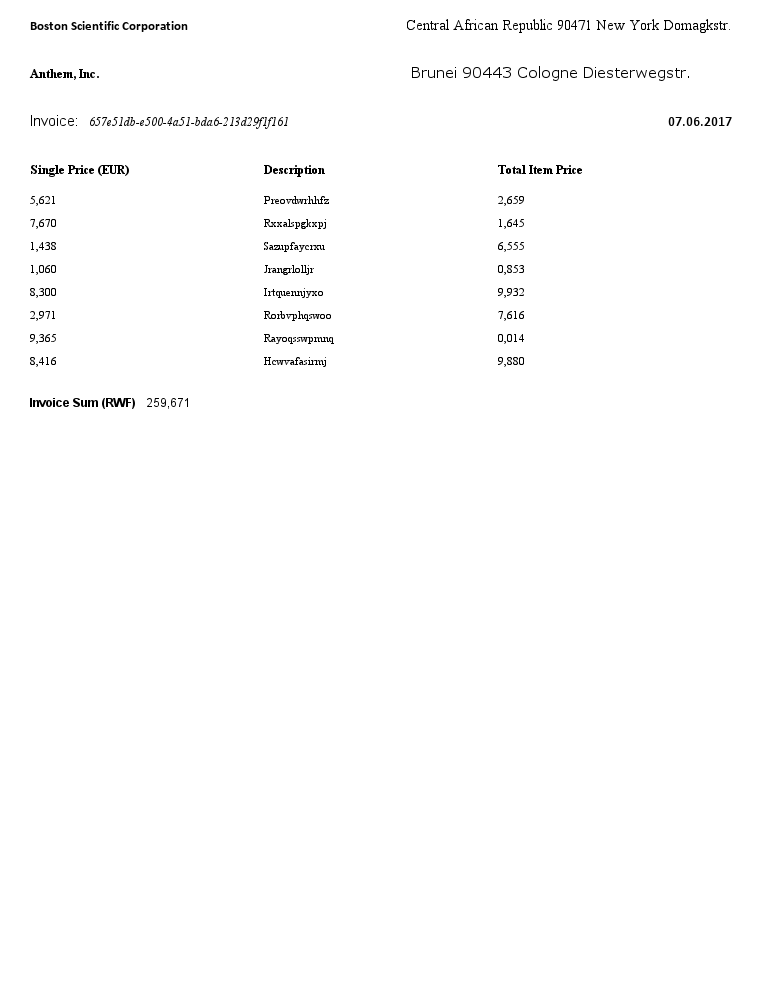 Boston Scientific Corporation Central African Republic 90471 New York Domagkstr.
Anthem, Inc. Brunei 90443 Cologne Diesterwegstr.
Invoice: 657e51db-e500-4a51-bda6-213d29f1f161 07.06.2017
Single Price (EUR) Description Total Item Price
5,621 Preovdwrhhfz 2,659
7,670 Rxxalspgkxpj 1,645
1,438 Sazupfaycrxu 6,555
1,060 Jrangrlolljr 0,853
8,300 Irtquennjyxo 9,932
2,971 Rorbvphqswoo 7,616
9,365 Rayoqsswpmnq 0,014
8,416 Hcwvafasirmj 9,880
Invoice Sum (RWF) 259,671